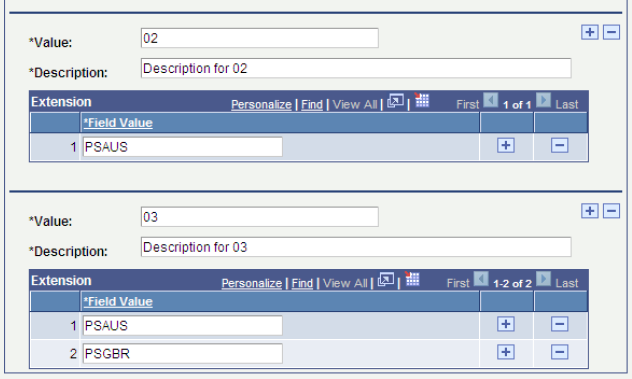 *Value: 02
*Description: Description for 02
Extension Personalize | Find | View All | | First 1 of 1 Last
*Field Value
1 PSAUS
*Value: 03
*Description: Description for 03
Extension Personalize | Find | View All | | First 1-2 of 2 Last
*Field Value
1 PSAUS
2 PSGBR